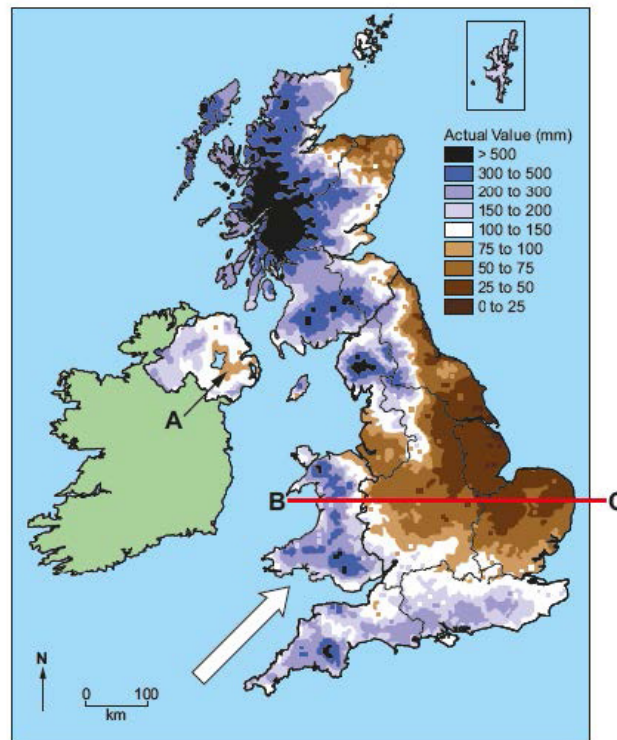 Actual Value (mm)
> 500
300 to 500
200 to 300
150 to 200
100 to 150
75 to 100
50 to 75
25 to 50
0 to 25
A
B
C
N
0 100
km